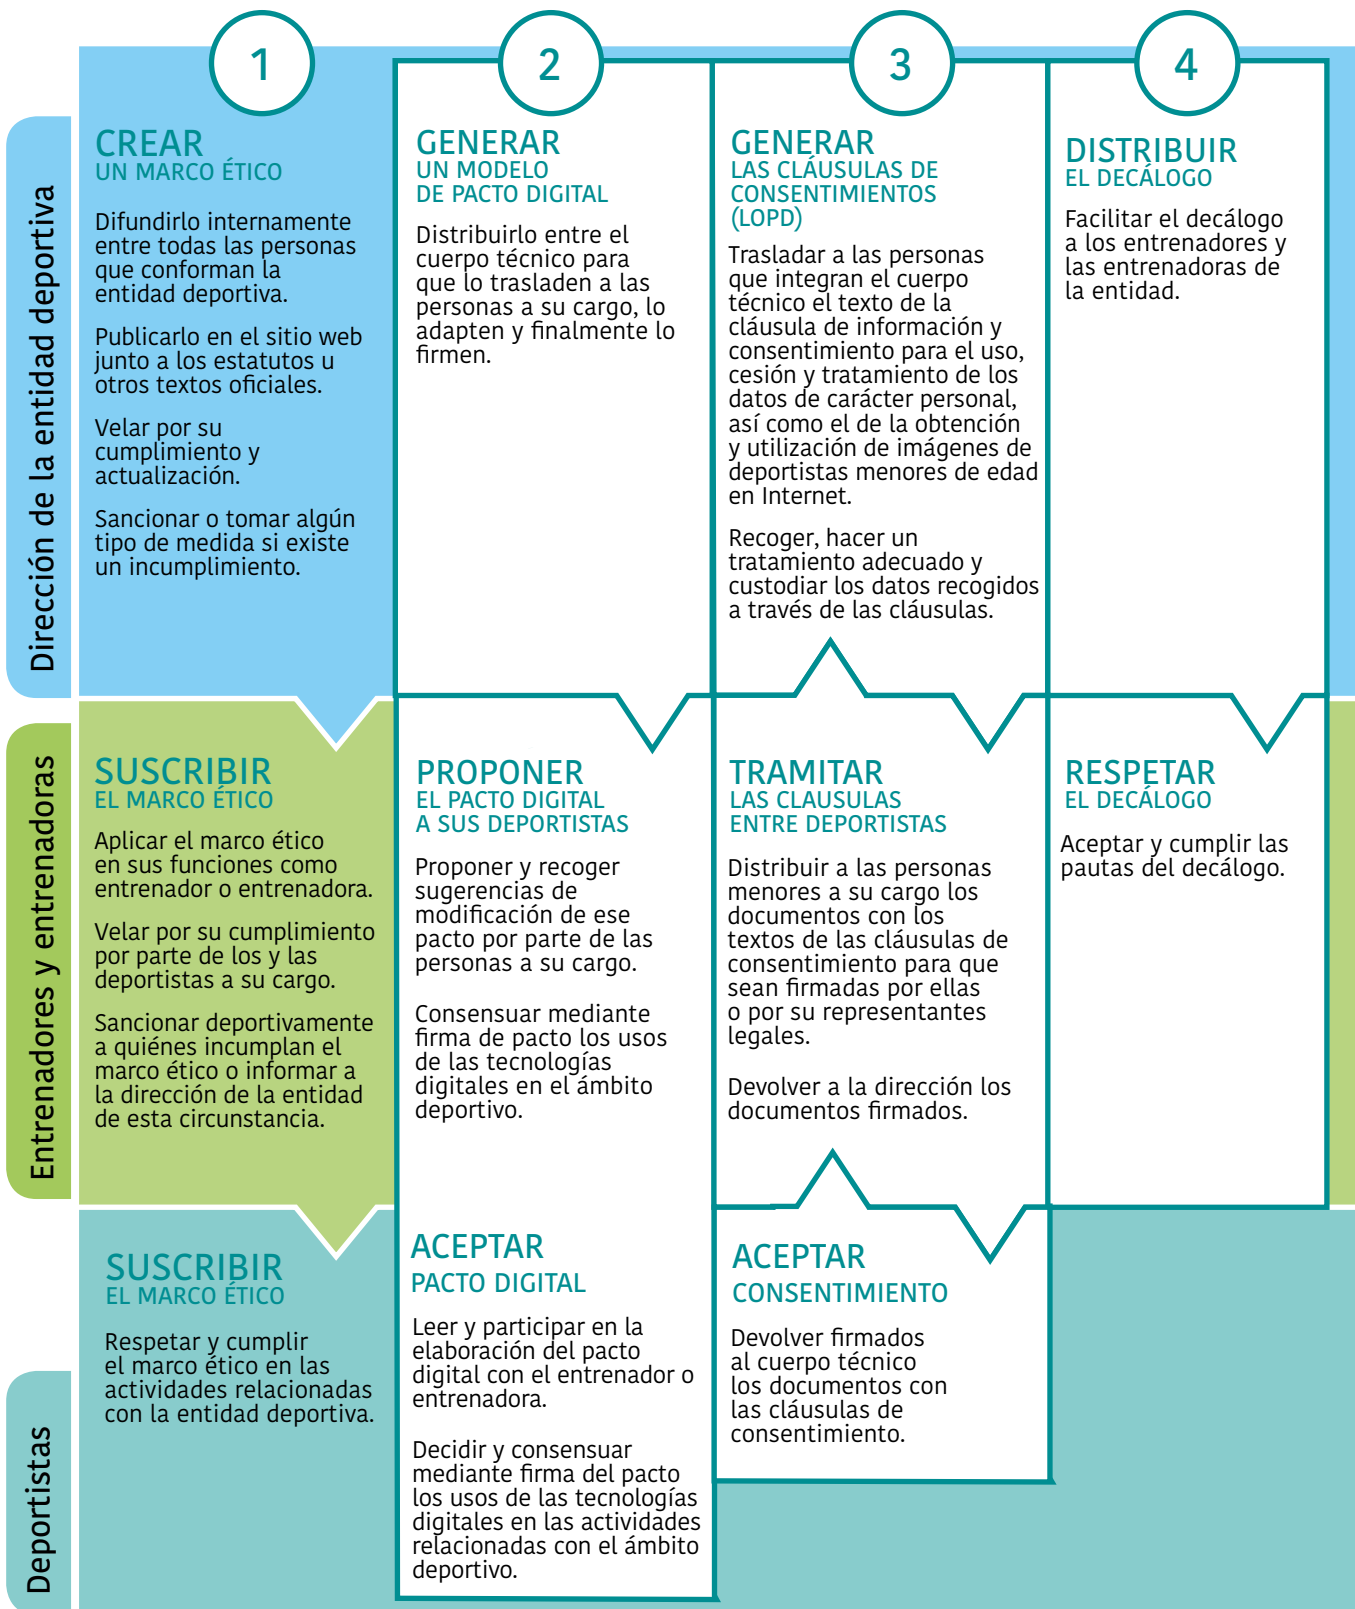 1
2
3
4
Dirección de la entidad deportiva
CREAR
UN MARCO ÉTICO
Difundirlo internamente
entre todas las personas
que conforman la
entidad deportiva.
Publicarlo en el sitio web
junto a los estatutos u
otros textos oficiales.
Velar por su
cumplimiento y
actualización.
Sancionar o tomar algún
tipo de medida si existe
un incumplimiento.
GENERAR
UN MODELO
DE PACTO DIGITAL
Distribuirlo entre el
cuerpo técnico para
que lo trasladen a las
personas a su cargo, lo
adapten y finalmente lo
firmen.
GENERAR
LAS CLÁUSULAS DE
CONSENTIMIENTOS
(LOPD)
Trasladar a las personas
que integran el cuerpo
técnico el texto de la
cláusula de información y
consentimiento para el uso,
cesión y tratamiento de los
datos de carácter personal,
así como el de la obtención
y utilización de imágenes de
deportistas menores de edad
en Internet.
Recoger, hacer un
tratamiento adecuado y
custodiar los datos recogidos
a través de las cláusulas.
DISTRIBUIR
EL DECÁLOGO
Facilitar el decálogo
a los entrenadores y
las entrenadoras de
la entidad.
Entrenadores y entrenadoras
SUSCRIBIR
EL MARCO ÉTICO
Aplicar el marco ético
en sus funciones como
entrenador o entrenadora.
Velar por su cumplimiento
por parte de los y las
deportistas a su cargo.
Sancionar deportivamente
a quiénes incumplan el
marco ético o informar a
la dirección de la entidad
de esta circunstancia.
PROPONER
EL PACTO DIGITAL
A SUS DEPORTISTAS
Proponer y recoger
sugerencias de
modificación de ese
pacto por parte de las
personas a su cargo.
Consensuar mediante
firma de pacto los usos
de las tecnologías
digitales en el ámbito
deportivo.
TRAMITAR
LAS CLAUSULAS
ENTRE DEPORTISTAS
Distribuir a las personas
menores a su cargo los
documentos con los
textos de las cláusulas de
consentimiento para que
sean firmadas por ellas
o por su representantes
legales.
Devolver a la dirección los
documentos firmados.
RESPETAR
EL DECÁLOGO
Aceptar y cumplir las
pautas del decálogo.
Deportistas
SUSCRIBIR
EL MARCO ÉTICO
Respetar y cumplir
el marco ético en las
actividades relacionadas
con la entidad deportiva.
ACEPTAR
PACTO DIGITAL
Leer y participar en la
elaboración del pacto
digital con el entrenador o
entrenadora.
Decidir y consensuar
mediante firma del pacto
los usos de las tecnologías
digitales en las actividades
relacionadas con el ámbito
deportivo.
ACEPTAR
CONSENTIMIENTO
Devolver firmados
al cuerpo técnico
los documentos con
las cláusulas de
consentimiento.